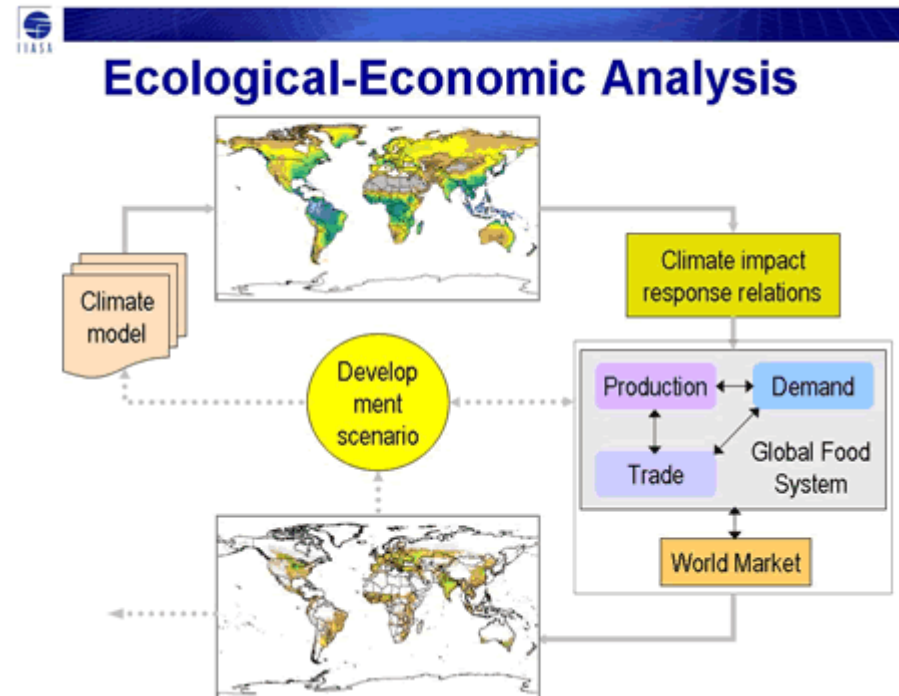 IIASA
Ecological-Economic Analysis
Climate
model
Climate impact
response relations
Develop
ment
scenario
Production
Demand
Trade
Global Food
System
World Market